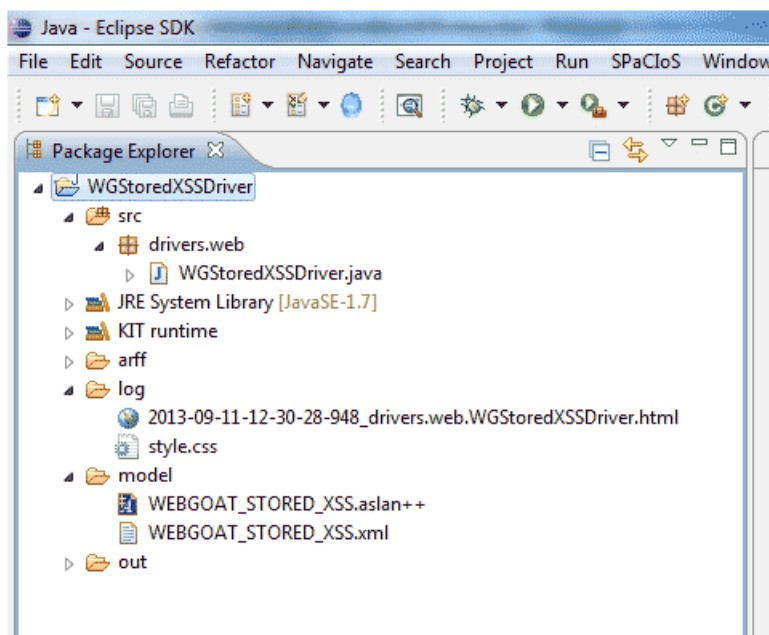 Java - Eclipse SDK
File Edit Source Refactor Navigate Search Project Run SPaCIoS Window
Package Explorer
WGStoredXSSDriver
src
drivers.web
WGStoredXSSDriver.java
JRE System Library [JavaSE-1.7]
KIT runtime
arff
log
2013-09-11-12-30-28-948_drivers.web.WGStoredXSSDriver.html
style.css
model
WEBGOAT_STORED_XSS.aslan++
WEBGOAT_STORED_XSS.xml
out